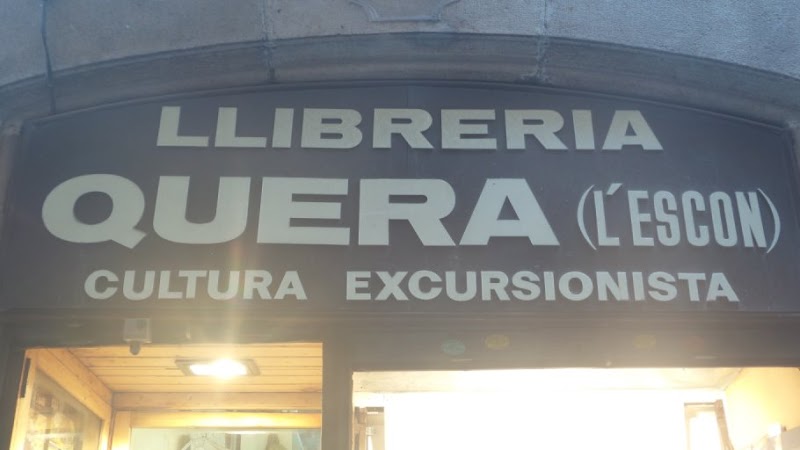 LLIBRERIA
QUERA (L'ESCON)
CULTURA EXCURSIONISTA